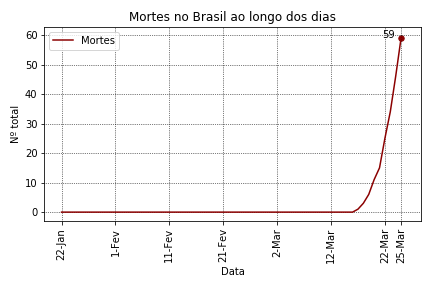 Mortes no Brasil ao longo dos dias
Mortes
59
Nº total
60
50
40
30
20
10
0
22-Jan
1-Fev
11-Fev
21-Fev
2-Mar
12-Mar
22-Mar
25-Mar
Data